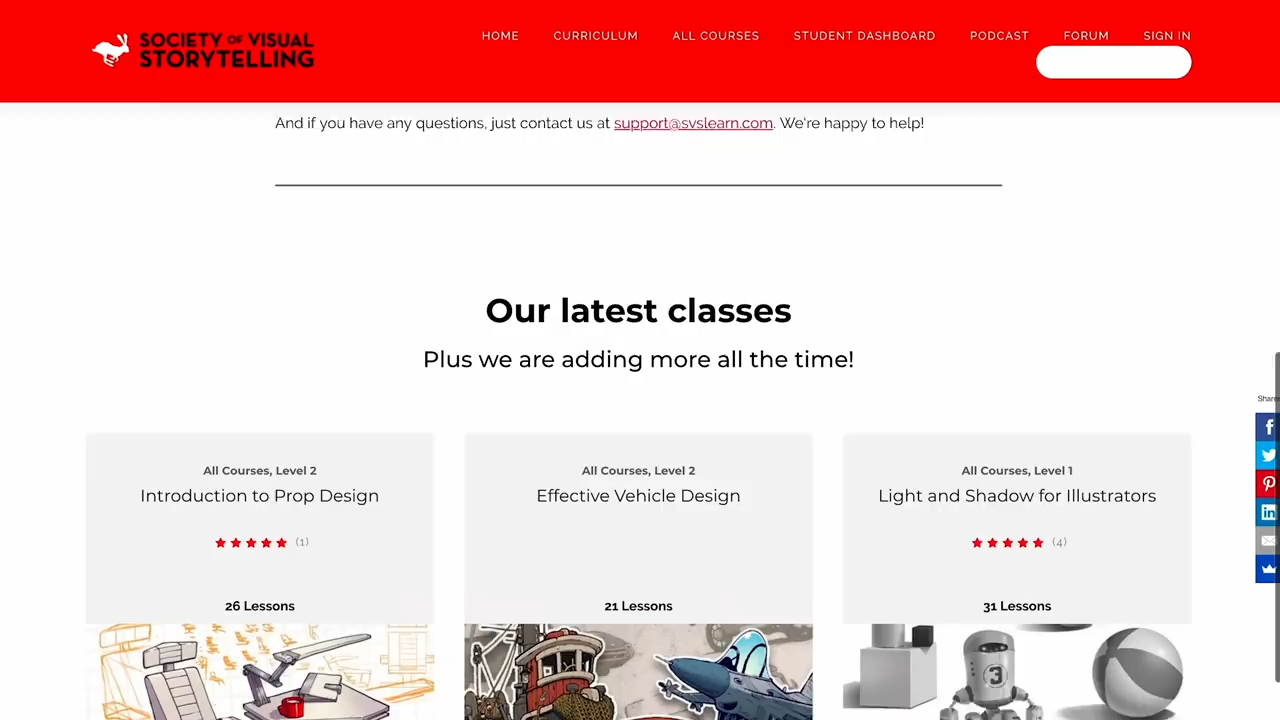 SOCIETY OF VISUAL
STORYTELLING
HOME CURRICULUM ALL COURSES STUDENT DASHBOARD PODCAST FORUM SIGN IN
And if you have any questions, just contact us at support@svslearn.com. We're happy to help!
Our latest classes
Plus we are adding more all the time!
Share
All Courses, Level 2
Introduction to Prop Design
(1)
26 Lessons
All Courses, Level 2
Effective Vehicle Design
21 Lessons
All Courses, Level 1
Light and Shadow for Illustrators
(4)
31 Lessons
3